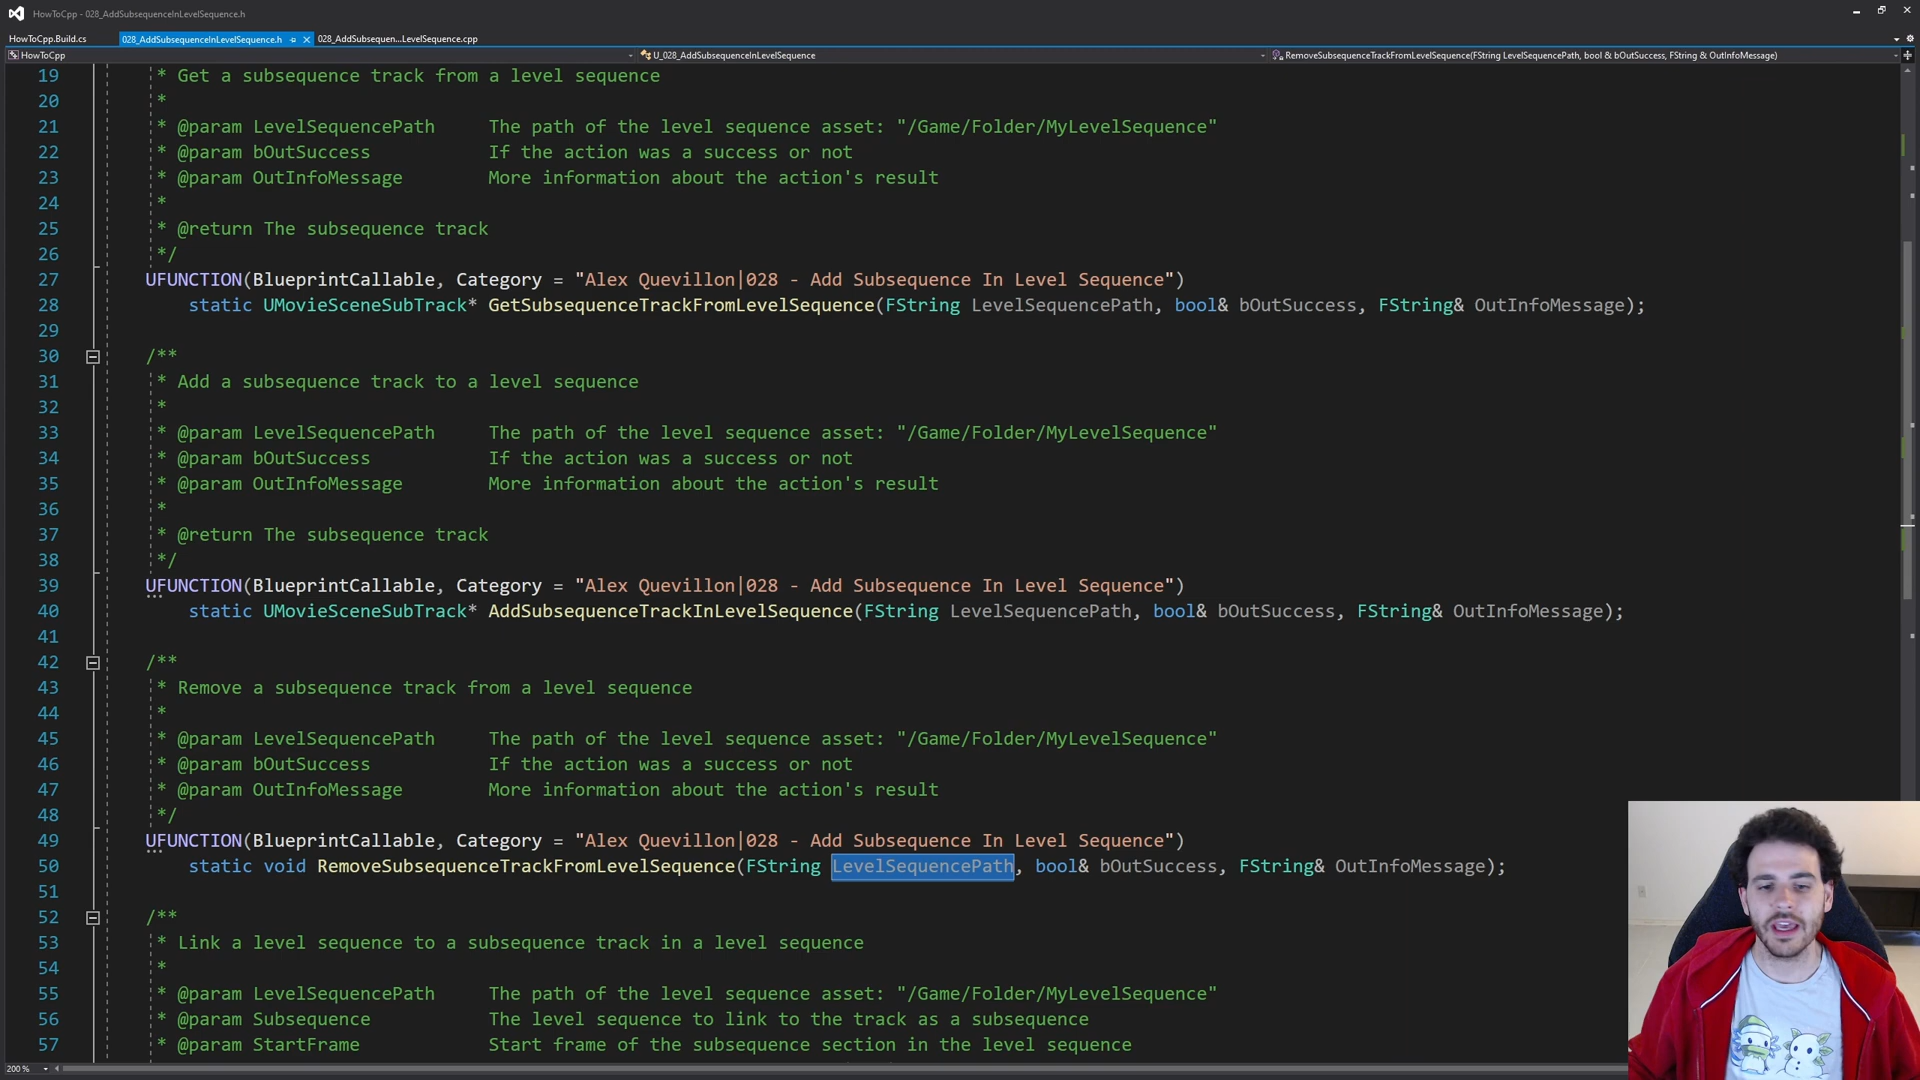 HowToCpp - 028_AddSubsequenceInLevelSequence.h
HowToCpp.Build.cs
028_AddSubsequenceInLevelSequence.h
028_AddSubsequen...LevelSequence.cpp
HowToCpp
U_028_AddSubsequenceInLevelSequence
RemoveSubsequenceTrackFromLevelSequence(FString LevelSequencePath, bool & bOutSuccess, FString & OutInfoMessage)
19 * Get a subsequence track from a level sequence
20 *
21 * @param LevelSequencePath The path of the level sequence asset: "/Game/Folder/MyLevelSequence"
22 * @param bOutSuccess If the action was a success or not
23 * @param OutInfoMessage More information about the action's result
24 *
25 * @return The subsequence track
26 */
27 UFUNCTION(BlueprintCallable, Category = "Alex Quevillon|028 - Add Subsequence In Level Sequence")
28 static UMovieSceneSubTrack* GetSubsequenceTrackFromLevelSequence(FString LevelSequencePath, bool& bOutSuccess, FString& OutInfoMessage);
29
30 /**
31 * Add a subsequence track to a level sequence
32 *
33 * @param LevelSequencePath The path of the level sequence asset: "/Game/Folder/MyLevelSequence"
34 * @param bOutSuccess If the action was a success or not
35 * @param OutInfoMessage More information about the action's result
36 *
37 * @return The subsequence track
38 */
39 UFUNCTION(BlueprintCallable, Category = "Alex Quevillon|028 - Add Subsequence In Level Sequence")
40 static UMovieSceneSubTrack* AddSubsequenceTrackInLevelSequence(FString LevelSequencePath, bool& bOutSuccess, FString& OutInfoMessage);
41
42 /**
43 * Remove a subsequence track from a level sequence
44 *
45 * @param LevelSequencePath The path of the level sequence asset: "/Game/Folder/MyLevelSequence"
46 * @param bOutSuccess If the action was a success or not
47 * @param OutInfoMessage More information about the action's result
48 */
49 UFUNCTION(BlueprintCallable, Category = "Alex Quevillon|028 - Add Subsequence In Level Sequence")
50 static void RemoveSubsequenceTrackFromLevelSequence(FString LevelSequencePath, bool& bOutSuccess, FString& OutInfoMessage);
51
52 /**
53 * Link a level sequence to a subsequence track in a level sequence
54 *
55 * @param LevelSequencePath The path of the level sequence asset: "/Game/Folder/MyLevelSequence"
56 * @param Subsequence The level sequence to link to the track as a subsequence
57 * @param StartFrame Start frame of the subsequence section in the level sequence
200 %